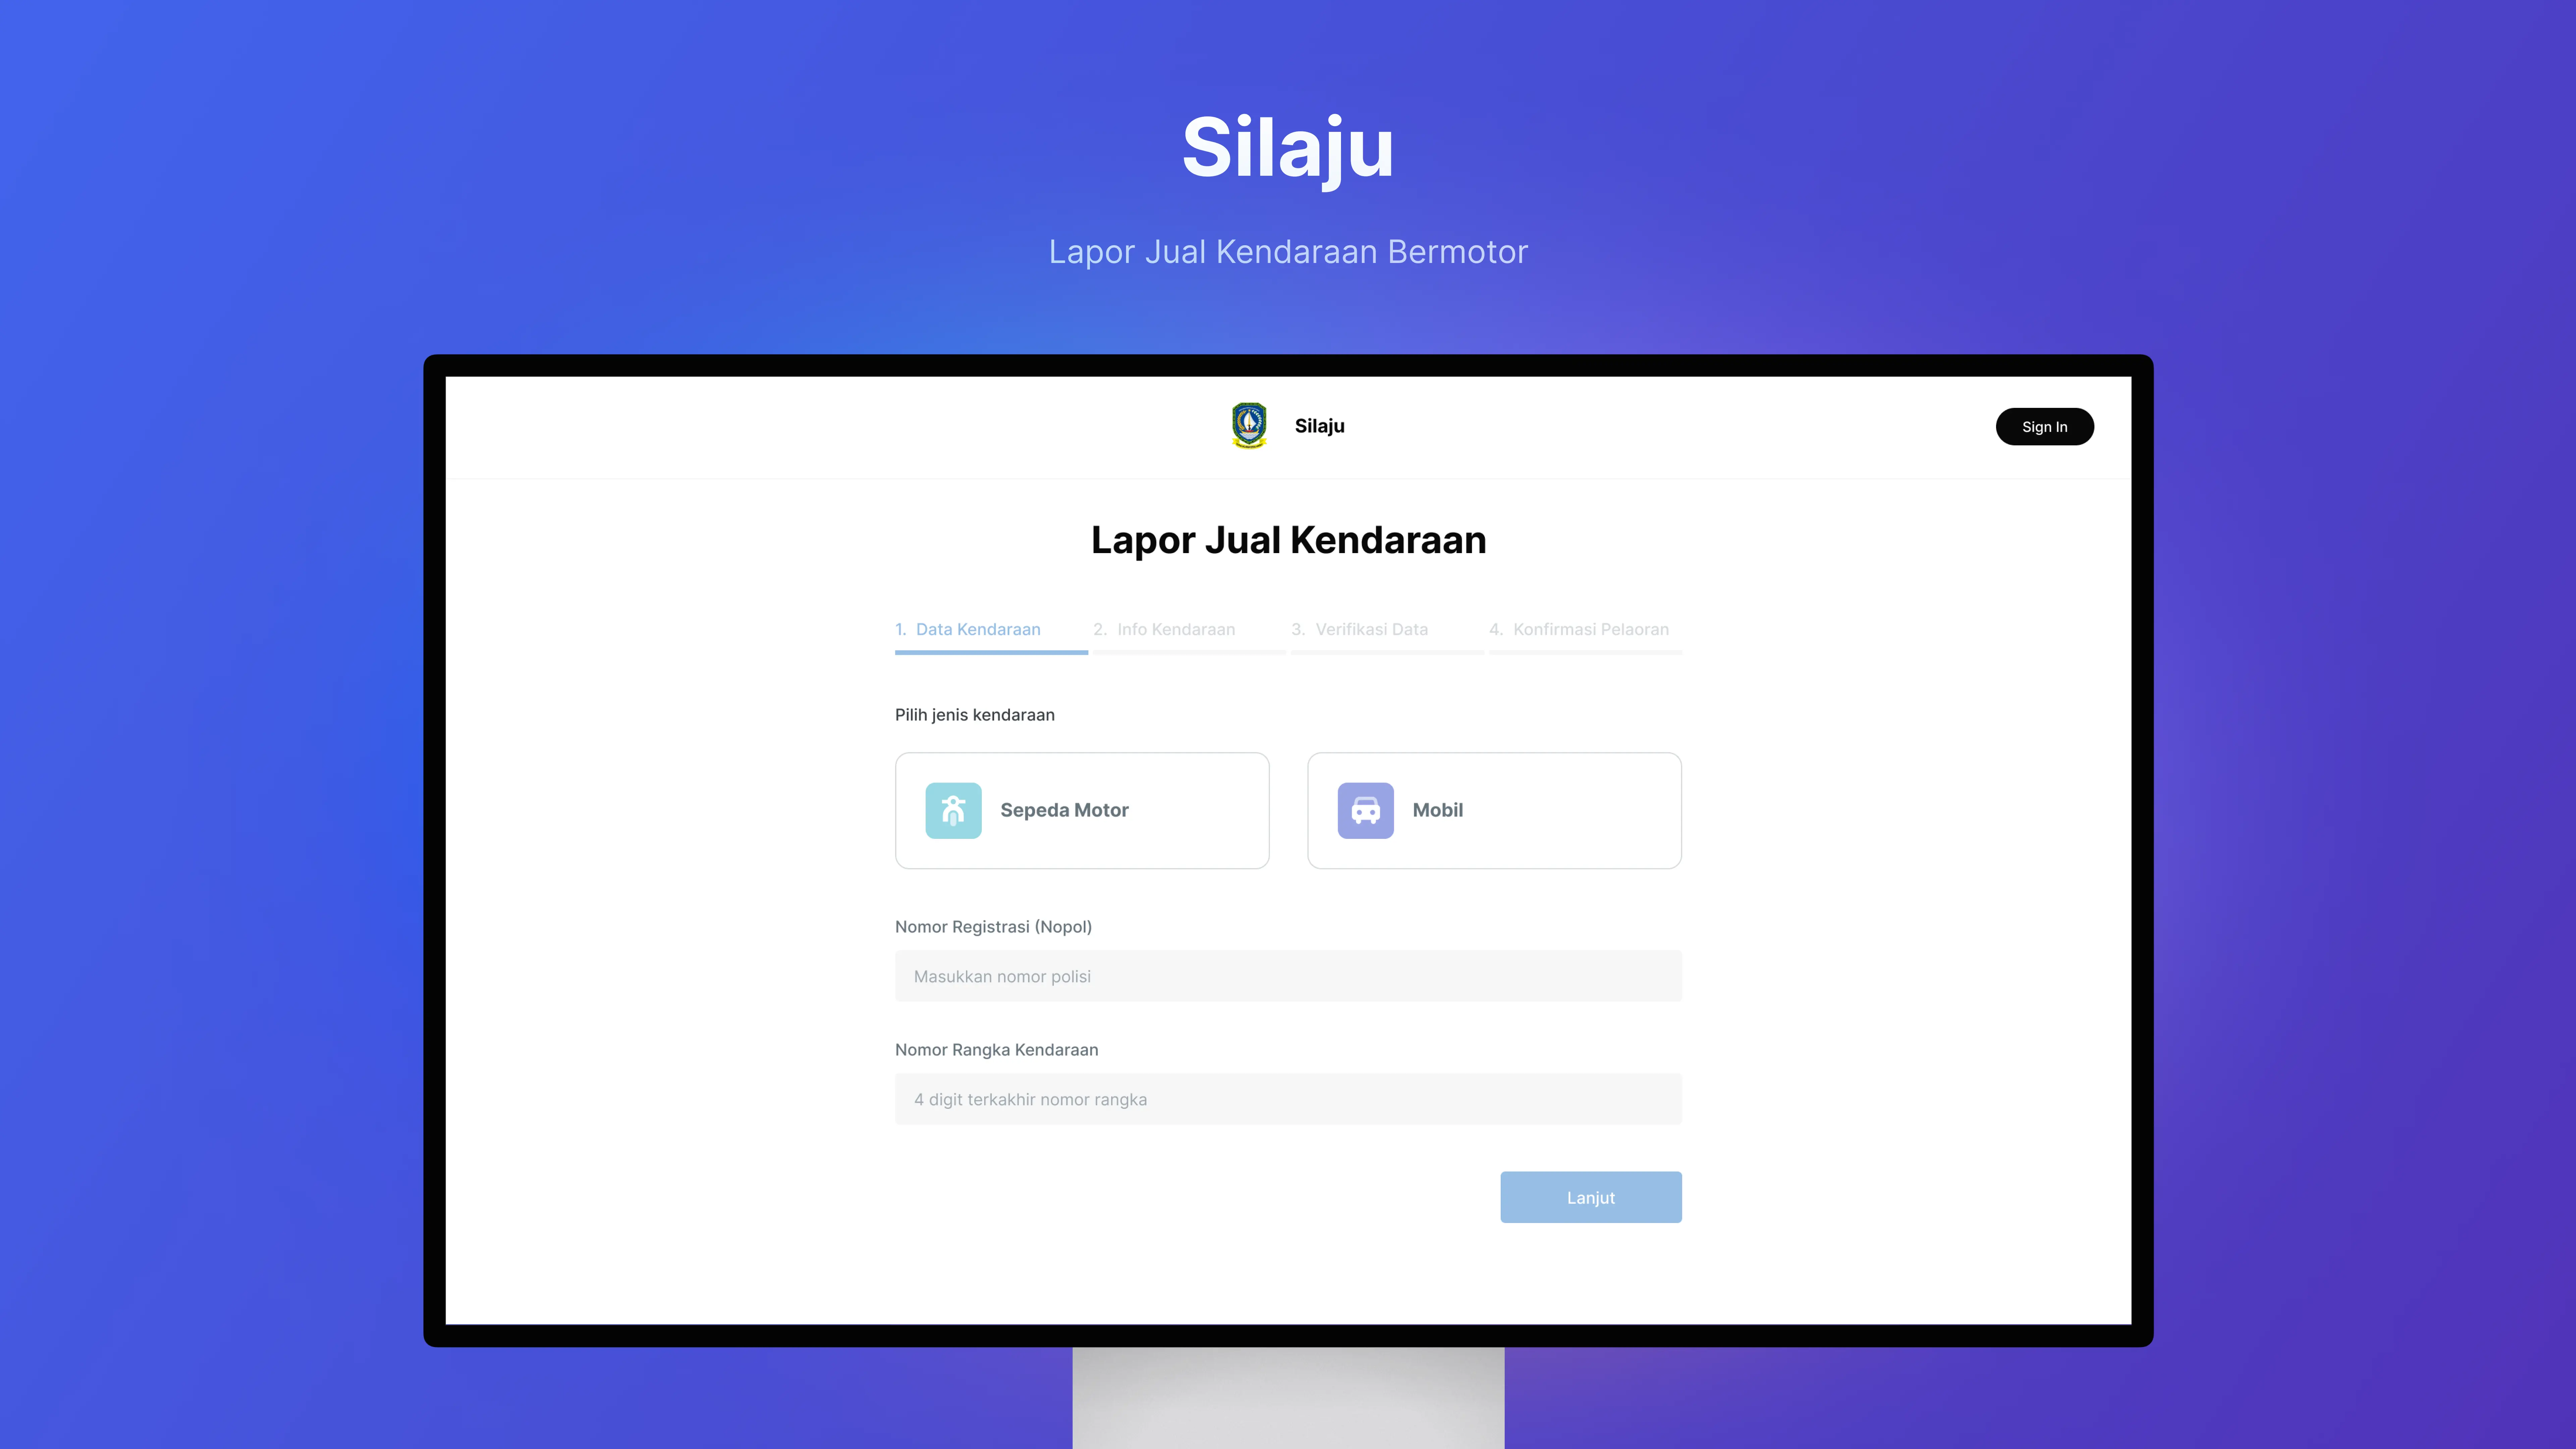 Silaju
Lapor Jual Kendaraan Bermotor
Silaju
Sign In
Lapor Jual Kendaraan
1. Data Kendaraan
2. Info Kendaraan
3. Verifikasi Data
4. Konfirmasi Pelaoran
Pilih jenis kendaraan
Sepeda Motor
Mobil
Nomor Registrasi (Nopol)
Masukkan nomor polisi
Nomor Rangka Kendaraan
4 digit terkakhir nomor rangka
Lanjut